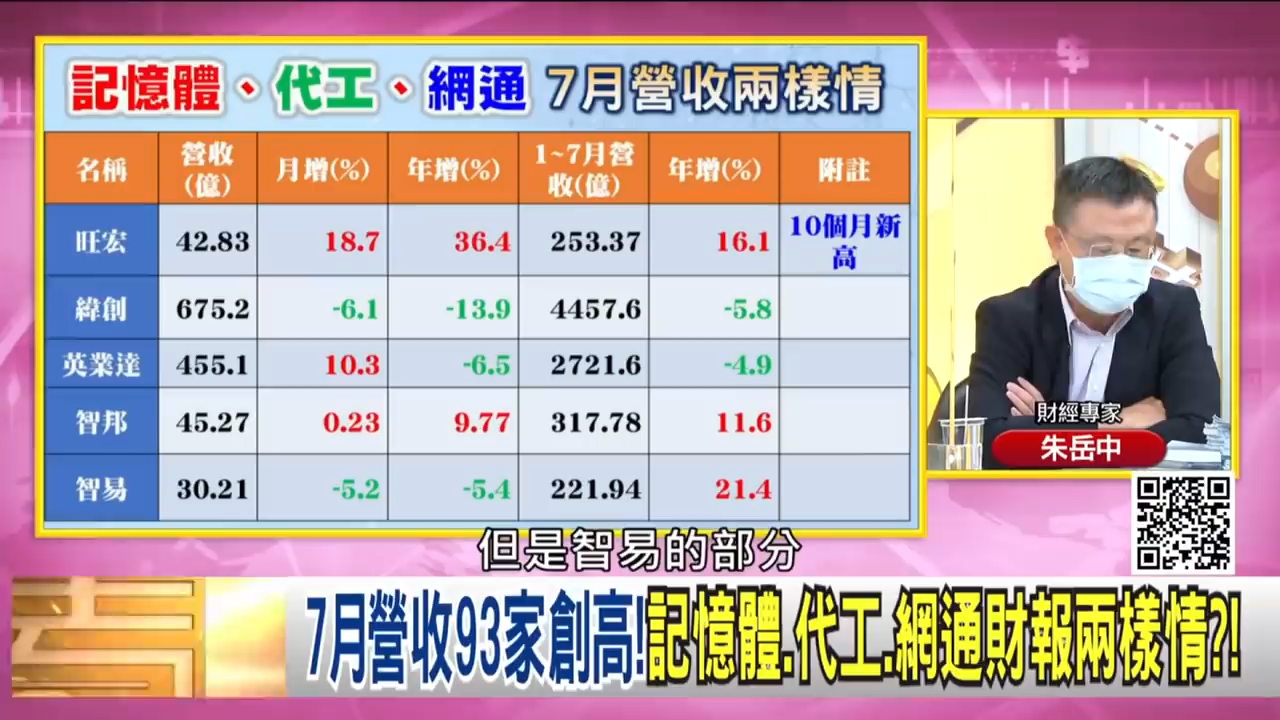 記憶體、代工、網通 7月營收兩樣情
名稱 營收(億) 月增(%) 年增(%) 1~7月營收(億) 年增(%) 附註
旺宏 42.83 18.7 36.4 253.37 16.1 10個月新高
緯創 675.2 -6.1 -13.9 4457.6 -5.8
英業達 455.1 10.3 -6.5 2721.6 -4.9
智邦 45.27 0.23 9.77 317.78 11.6
智易 30.21 -5.2 -5.4 221.94 21.4
財經專家
朱岳中
但是智易的部分
7月營收93家創高!記憶體.代工.網通財報兩樣情?!